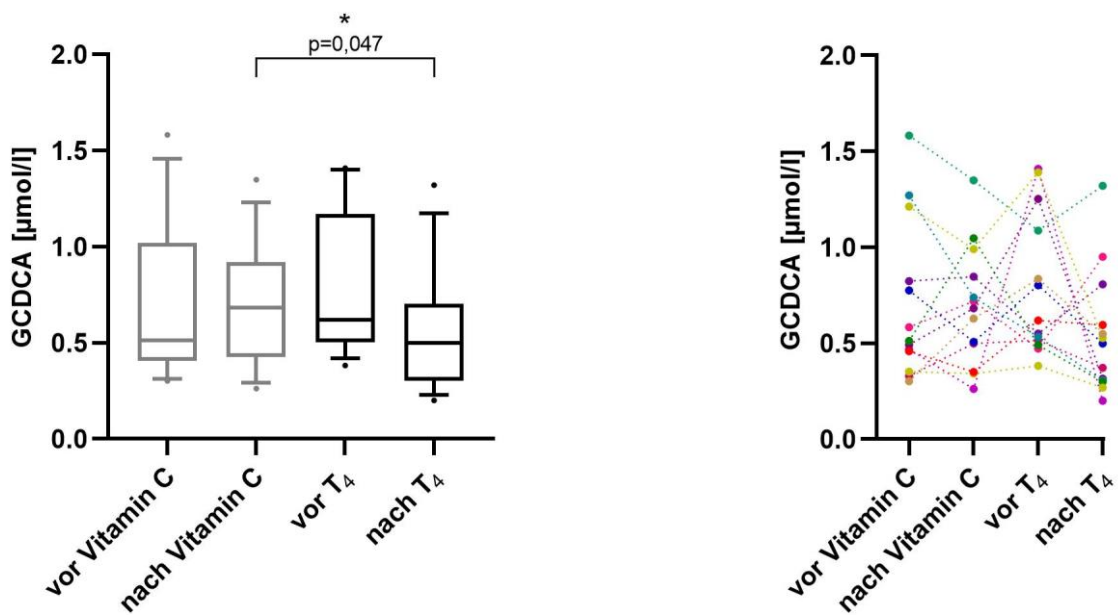 *
p=0,047
GCDCA [µmol/l]
2.0
1.5
1.0
0.5
0.0
vor Vitamin C
nach Vitamin C
vor T₄
nach T₄
GCDCA [µmol/l]
2.0
1.5
1.0
0.5
0.0
vor Vitamin C
nach Vitamin C
vor T₄
nach T₄